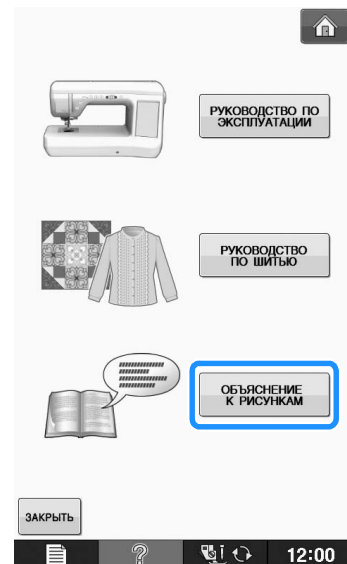 РУКОВОДСТВО ПО
ЭКСПЛУАТАЦИИ
РУКОВОДСТВО
ПО ШИТЬЮ
ОБЪЯСНЕНИЕ
К РИСУНКАМ
ЗАКРЫТЬ
12:00